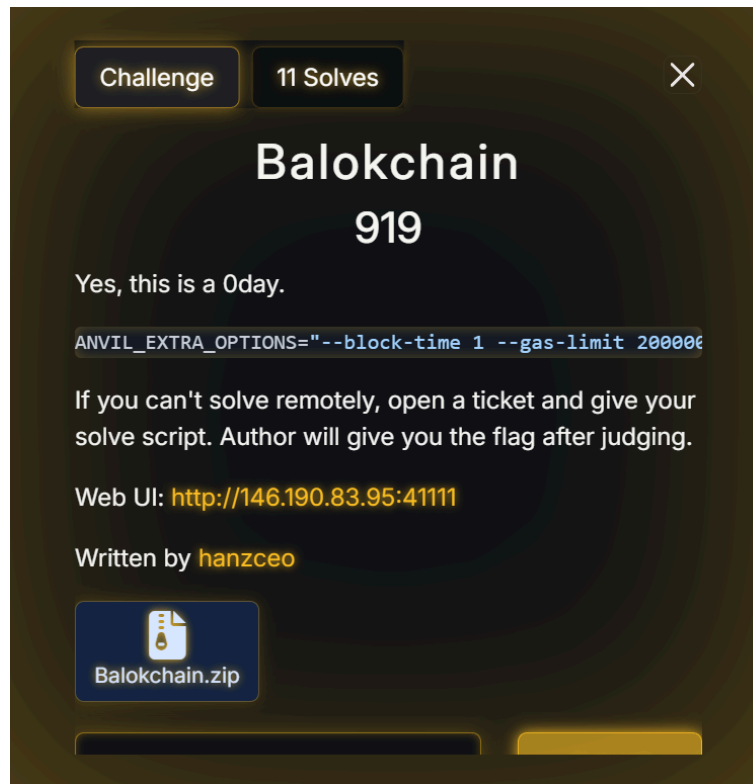 Challenge
11 Solves
Balokchain
919
Yes, this is a 0day.
ANVIL_EXTRA_OPTIONS="--block-time 1 --gas-limit 200000
If you can't solve remotely, open a ticket and give your
solve script. Author will give you the flag after judging.
Web UI: http://146.190.83.95:41111
Written by hanzceo
Balokchain.zip